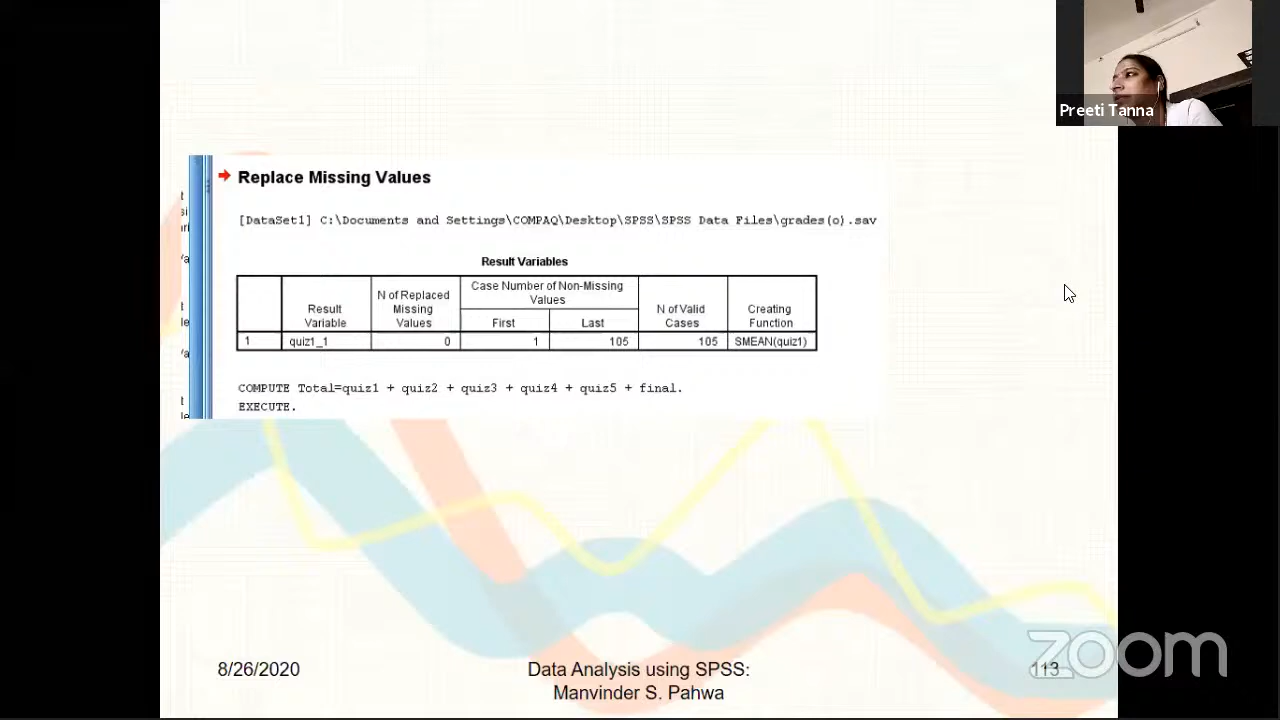 Preeti Tanna
Replace Missing Values
[DataSet1] C:\Documents and Settings\COMPAQ\Desktop\SPSS\SPSS Data Files\grades(o).sav
Result Variables
Result Variable
N of Replaced Missing Values
Case Number of Non-Missing Values
First
Last
N of Valid Cases
Creating Function
1 quiz1_1 0 1 105 105 SMEAN(quiz1)
COMPUTE Total=quiz1 + quiz2 + quiz3 + quiz4 + quiz5 + final.
EXECUTE.
8/26/2020
Data Analysis using SPSS:
Manvinder S. Pahwa
113
zoom